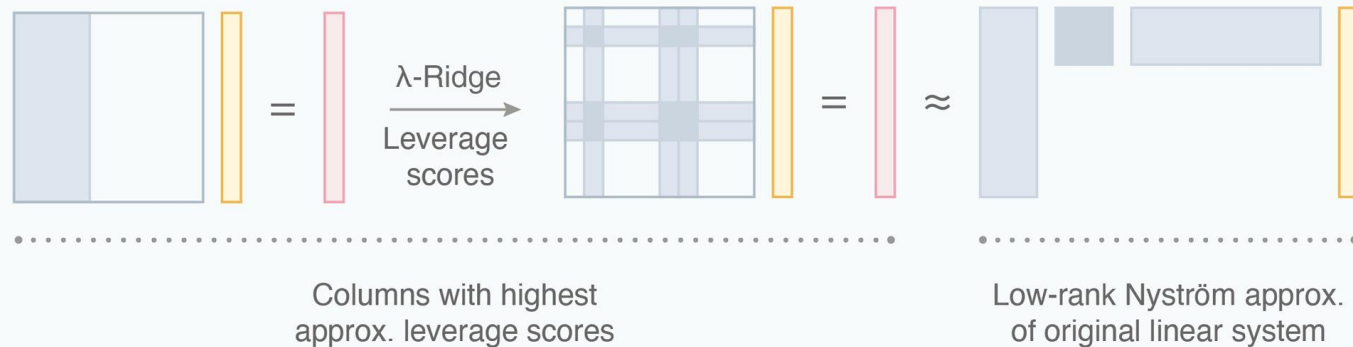 =
λ-Ridge
Leverage
scores
=
≈
Columns with highest
approx. leverage scores
Low-rank Nyström approx.
of original linear system